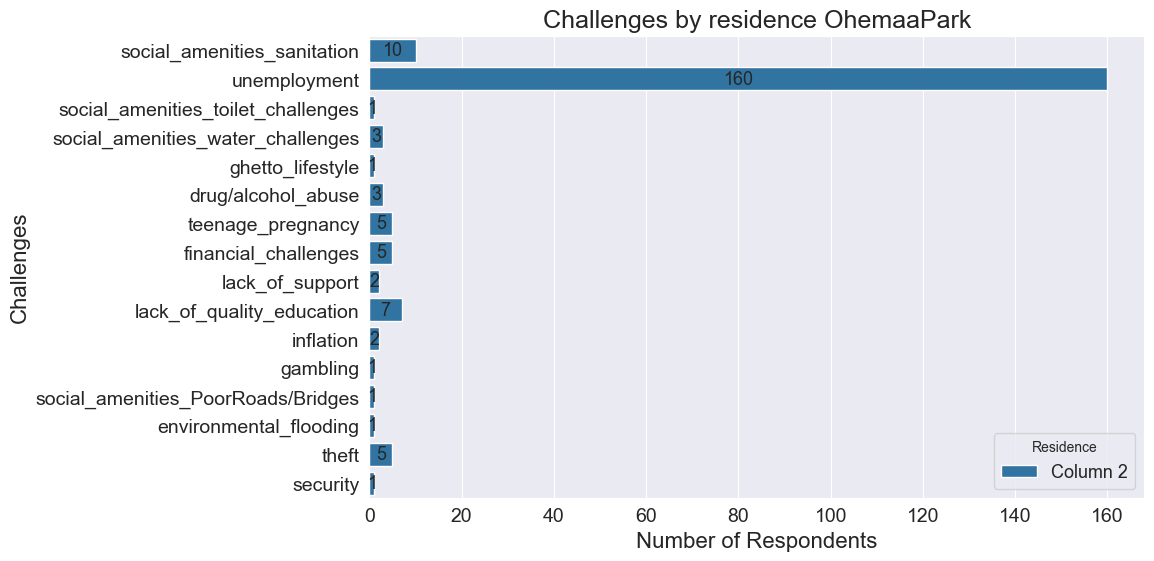 Challenges by residence OhemaaPark
Challenges
social_amenities_sanitation 10
unemployment 160
social_amenities_toilet_challenges 1
social_amenities_water_challenges 3
ghetto_lifestyle 1
drug/alcohol_abuse 3
teenage_pregnancy 5
financial_challenges 5
lack_of_support 2
lack_of_quality_education 7
inflation 2
gambling 1
social_amenities_PoorRoads/Bridges 1
environmental_flooding 1
theft 5
security 1
Residence
Column 2
0 20 40 60 80 100 120 140 160
Number of Respondents